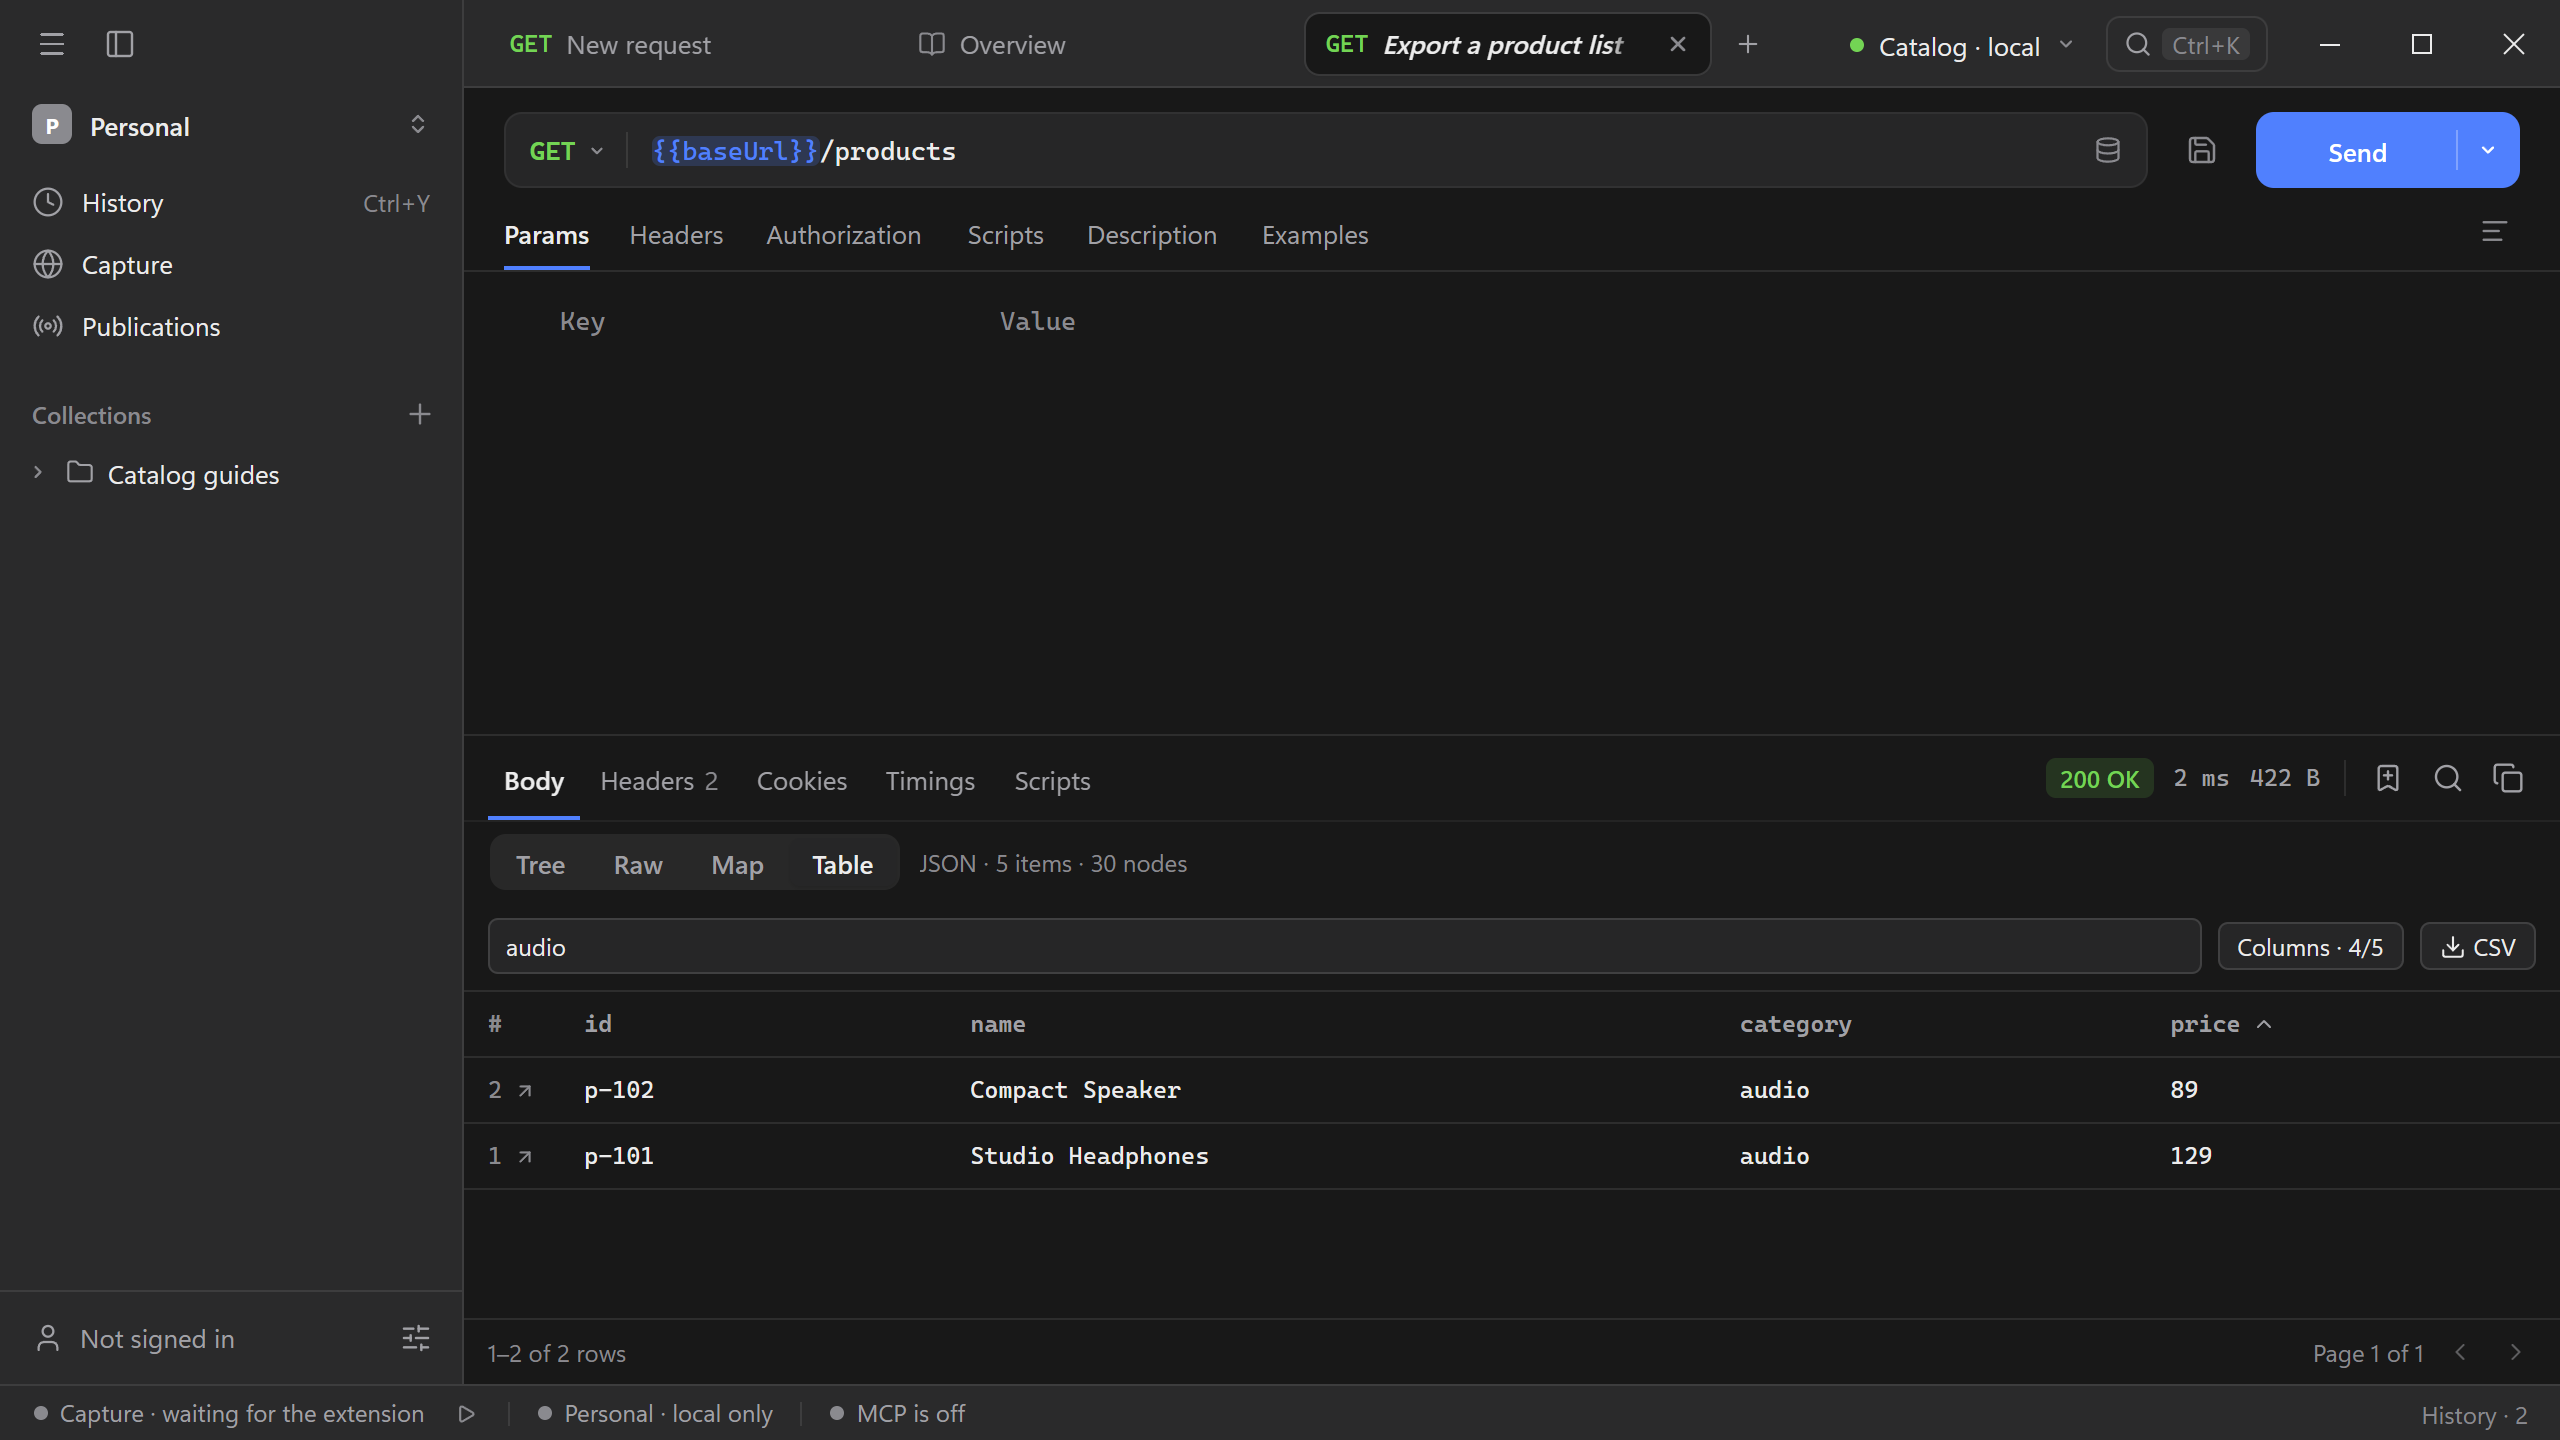 GET New request
Overview
GET Export a product list
Catalog · local
Ctrl+K
P Personal
History Ctrl+Y
Capture
Publications
Collections
Catalog guides
Not signed in
GET {{baseUrl}}/products
Send
Params Headers Authorization Scripts Description Examples
Key Value
Body Headers 2 Cookies Timings Scripts
200 OK 2 ms 422 B
Tree Raw Map Table JSON · 5 items · 30 nodes
audio
Columns · 4/5
CSV
# id name category price
2 p-102 Compact Speaker audio 89
1 p-101 Studio Headphones audio 129
1–2 of 2 rows
Page 1 of 1
Capture · waiting for the extension
Personal · local only
MCP is off
History · 2